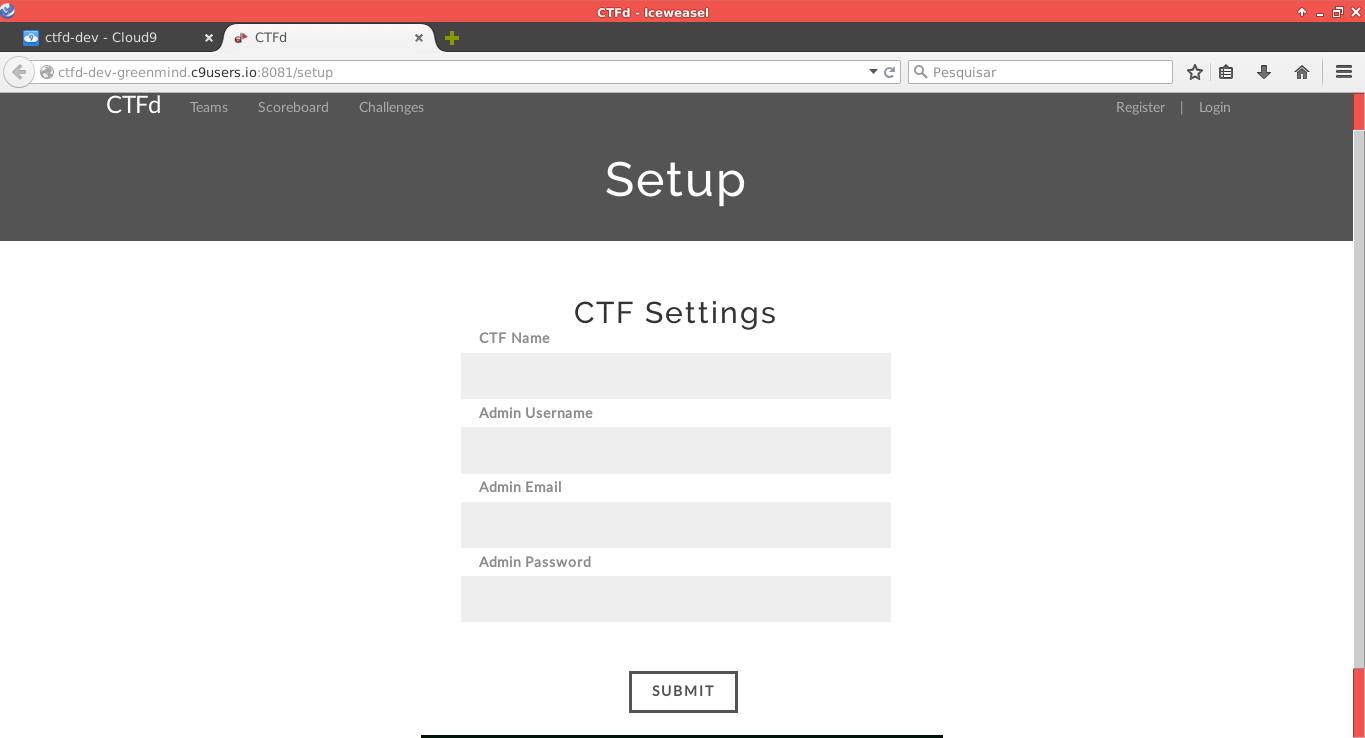 CTFd - Iceweasel
ctfd-dev - Cloud9
CTFd
ctfd-dev-greenmind.c9users.io:8081/setup
Pesquisar
CTFd Teams Scoreboard Challenges Register | Login
Setup
CTF Settings
CTF Name
Admin Username
Admin Email
Admin Password
SUBMIT